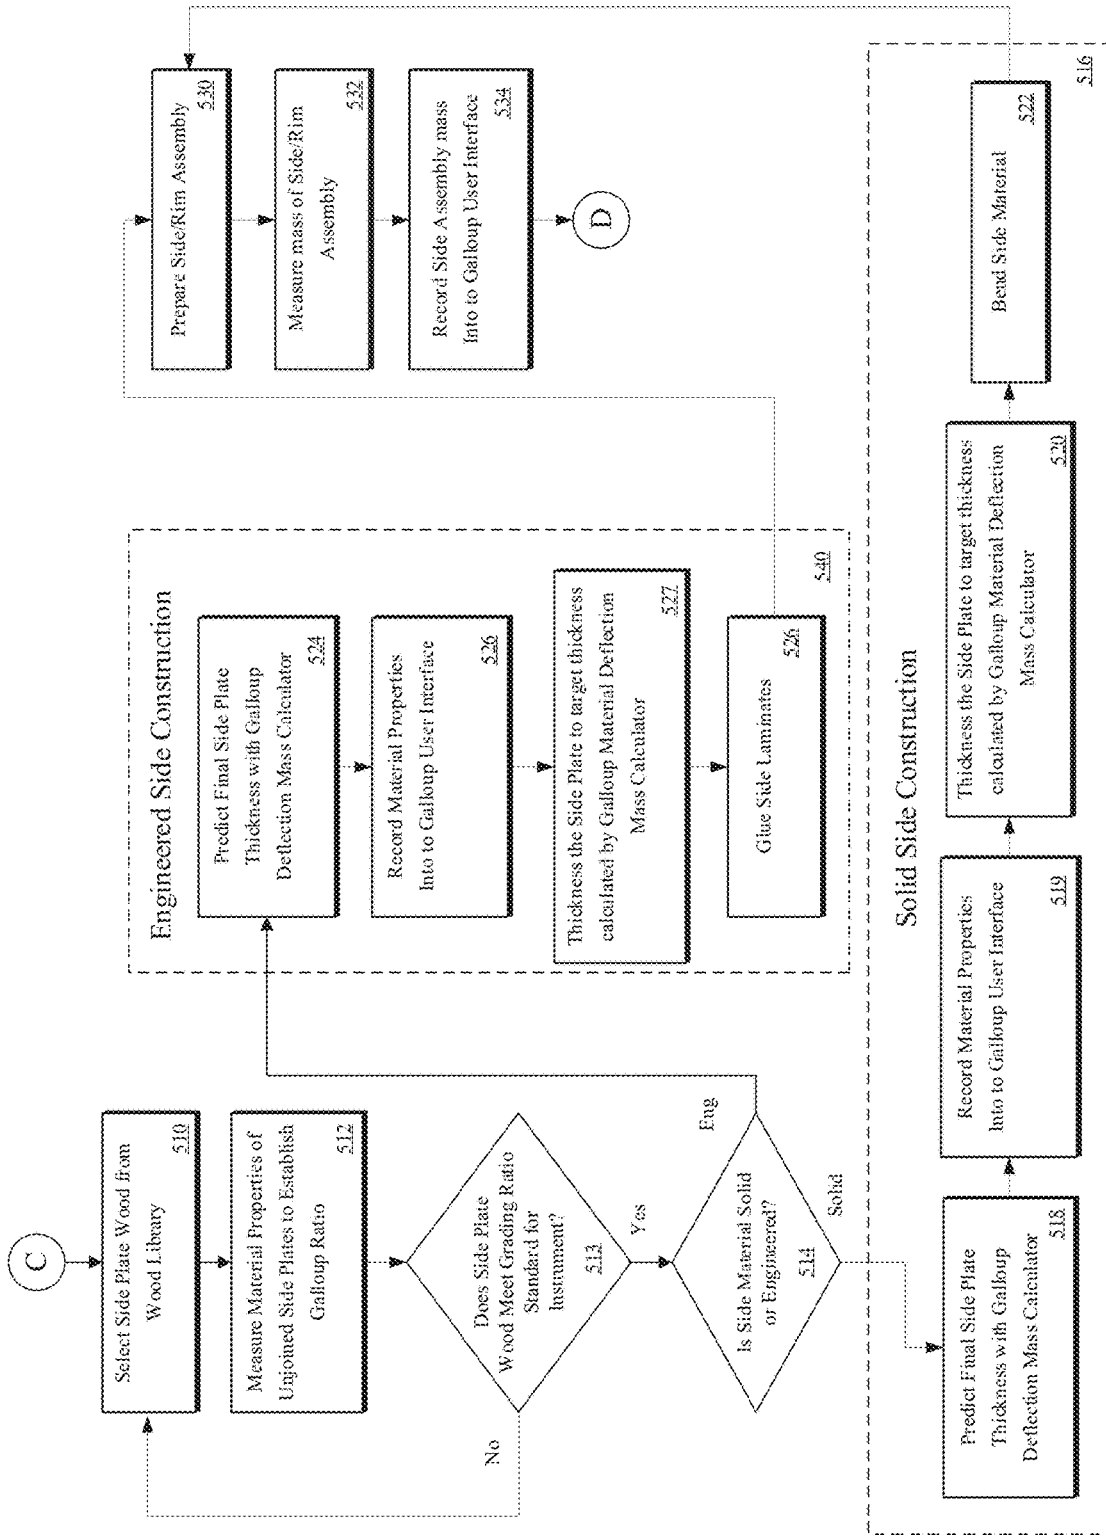 C
Select Side Plate Wood from
Wood Library
510
Measure Material Properties of
Unjoined Side Plates to Establish
Galloup Ratio
512
Does Side Plate
Wood Meet Grading Ratio
Standard for
Instrument?
513
No
Yes
Is Side Material Solid
or Engineered?
514
Eng
Solid
Engineered Side Construction
Predict Final Side Plate
Thickness with Galloup
Deflection Mass Calculator
524
Record Material Properties
Into to Galloup User Interface
526
Thickness the Side Plate to target thickness
calculated by Galloup Material Deflection
Mass Calculator
527
Glue Side Laminates
526
540
Solid Side Construction
Predict Final Side Plate
Thickness with Galloup
Deflection Mass Calculator
518
Record Material Properties
Into to Galloup User Interface
519
Thickness the Side Plate to target thickness
calculated by Galloup Material Deflection
Mass Calculator
520
Bend Side Material
522
516
Prepare Side/Rim Assembly
530
Measure mass of Side/Rim
Assembly
532
Record Side Assembly mass
Into to Galloup User Interface
534
D